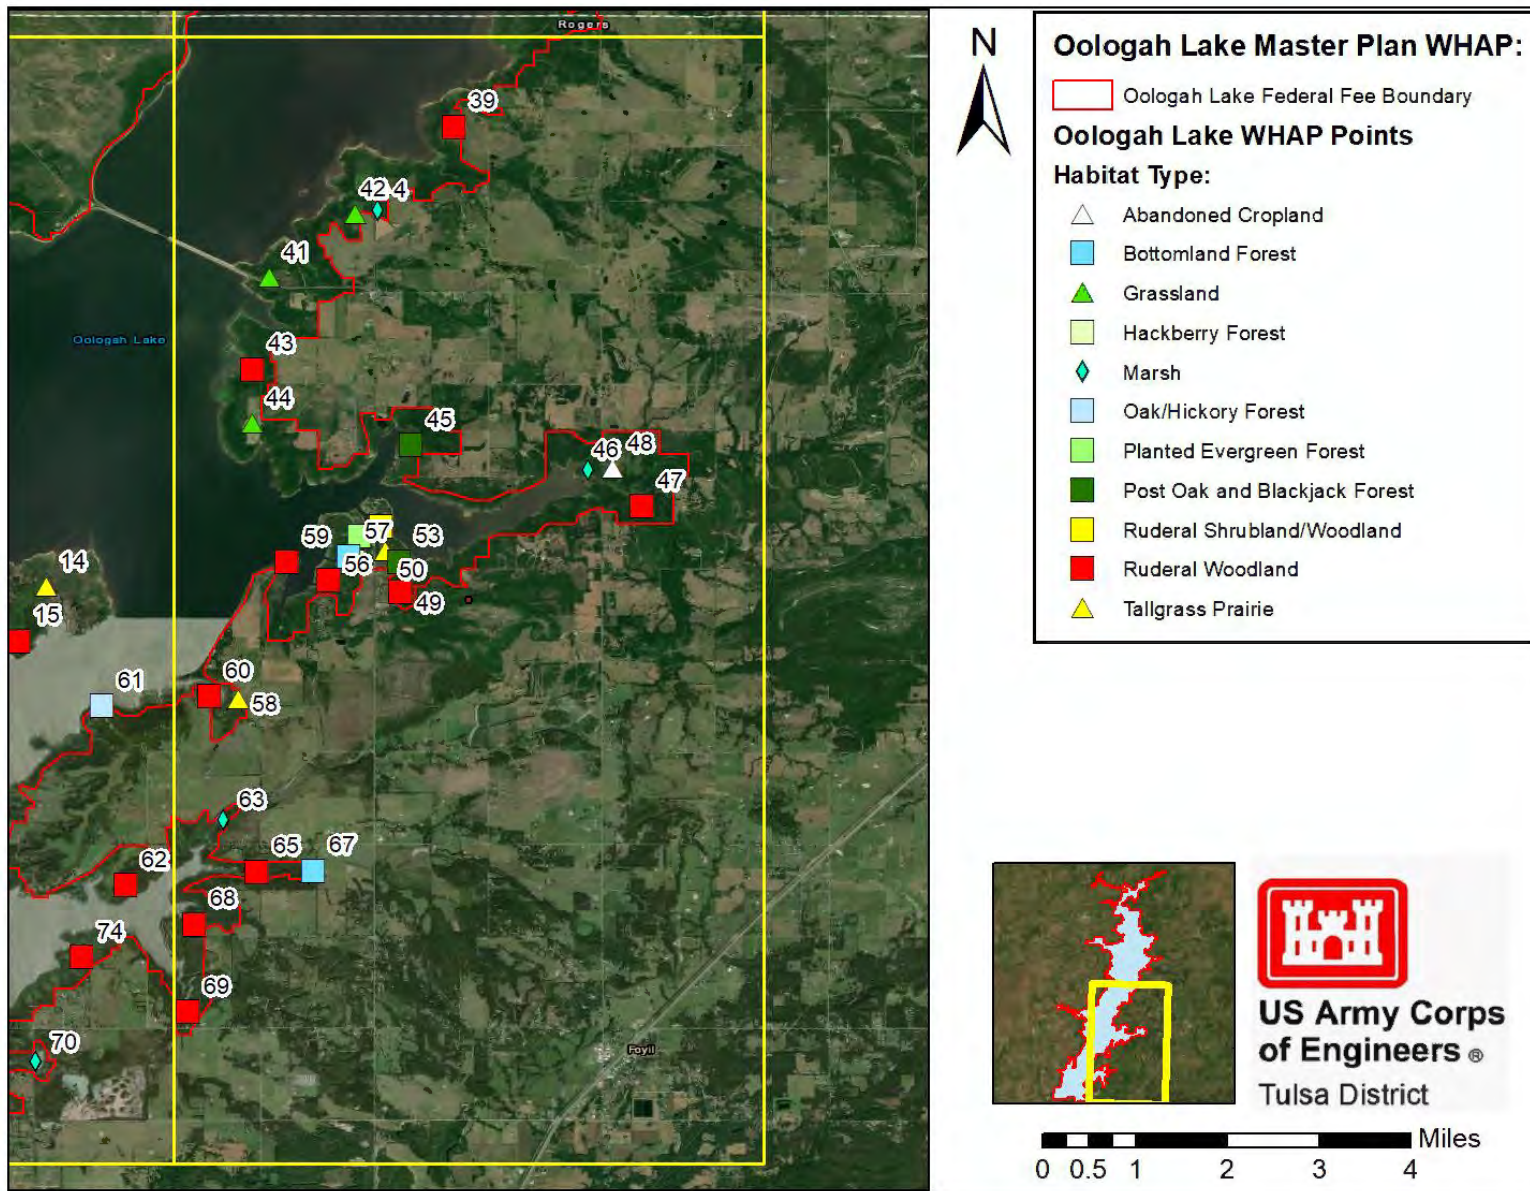 Rogers
39
42
4
41
Oologah Lake
43
44
45
46
48
47
57
53
59
56
50
49
14
15
61
60
58
63
62
65
67
68
74
69
70
Foyil
N
Oologah Lake Master Plan WHAP:
Oologah Lake Federal Fee Boundary
Oologah Lake WHAP Points
Habitat Type:
Abandoned Cropland
Bottomland Forest
Grassland
Hackberry Forest
Marsh
Oak/Hickory Forest
Planted Evergreen Forest
Post Oak and Blackjack Forest
Ruderal Shrubland/Woodland
Ruderal Woodland
Tallgrass Prairie
US Army Corps
of Engineers ®
Tulsa District
Miles
0 0.5 1 2 3 4